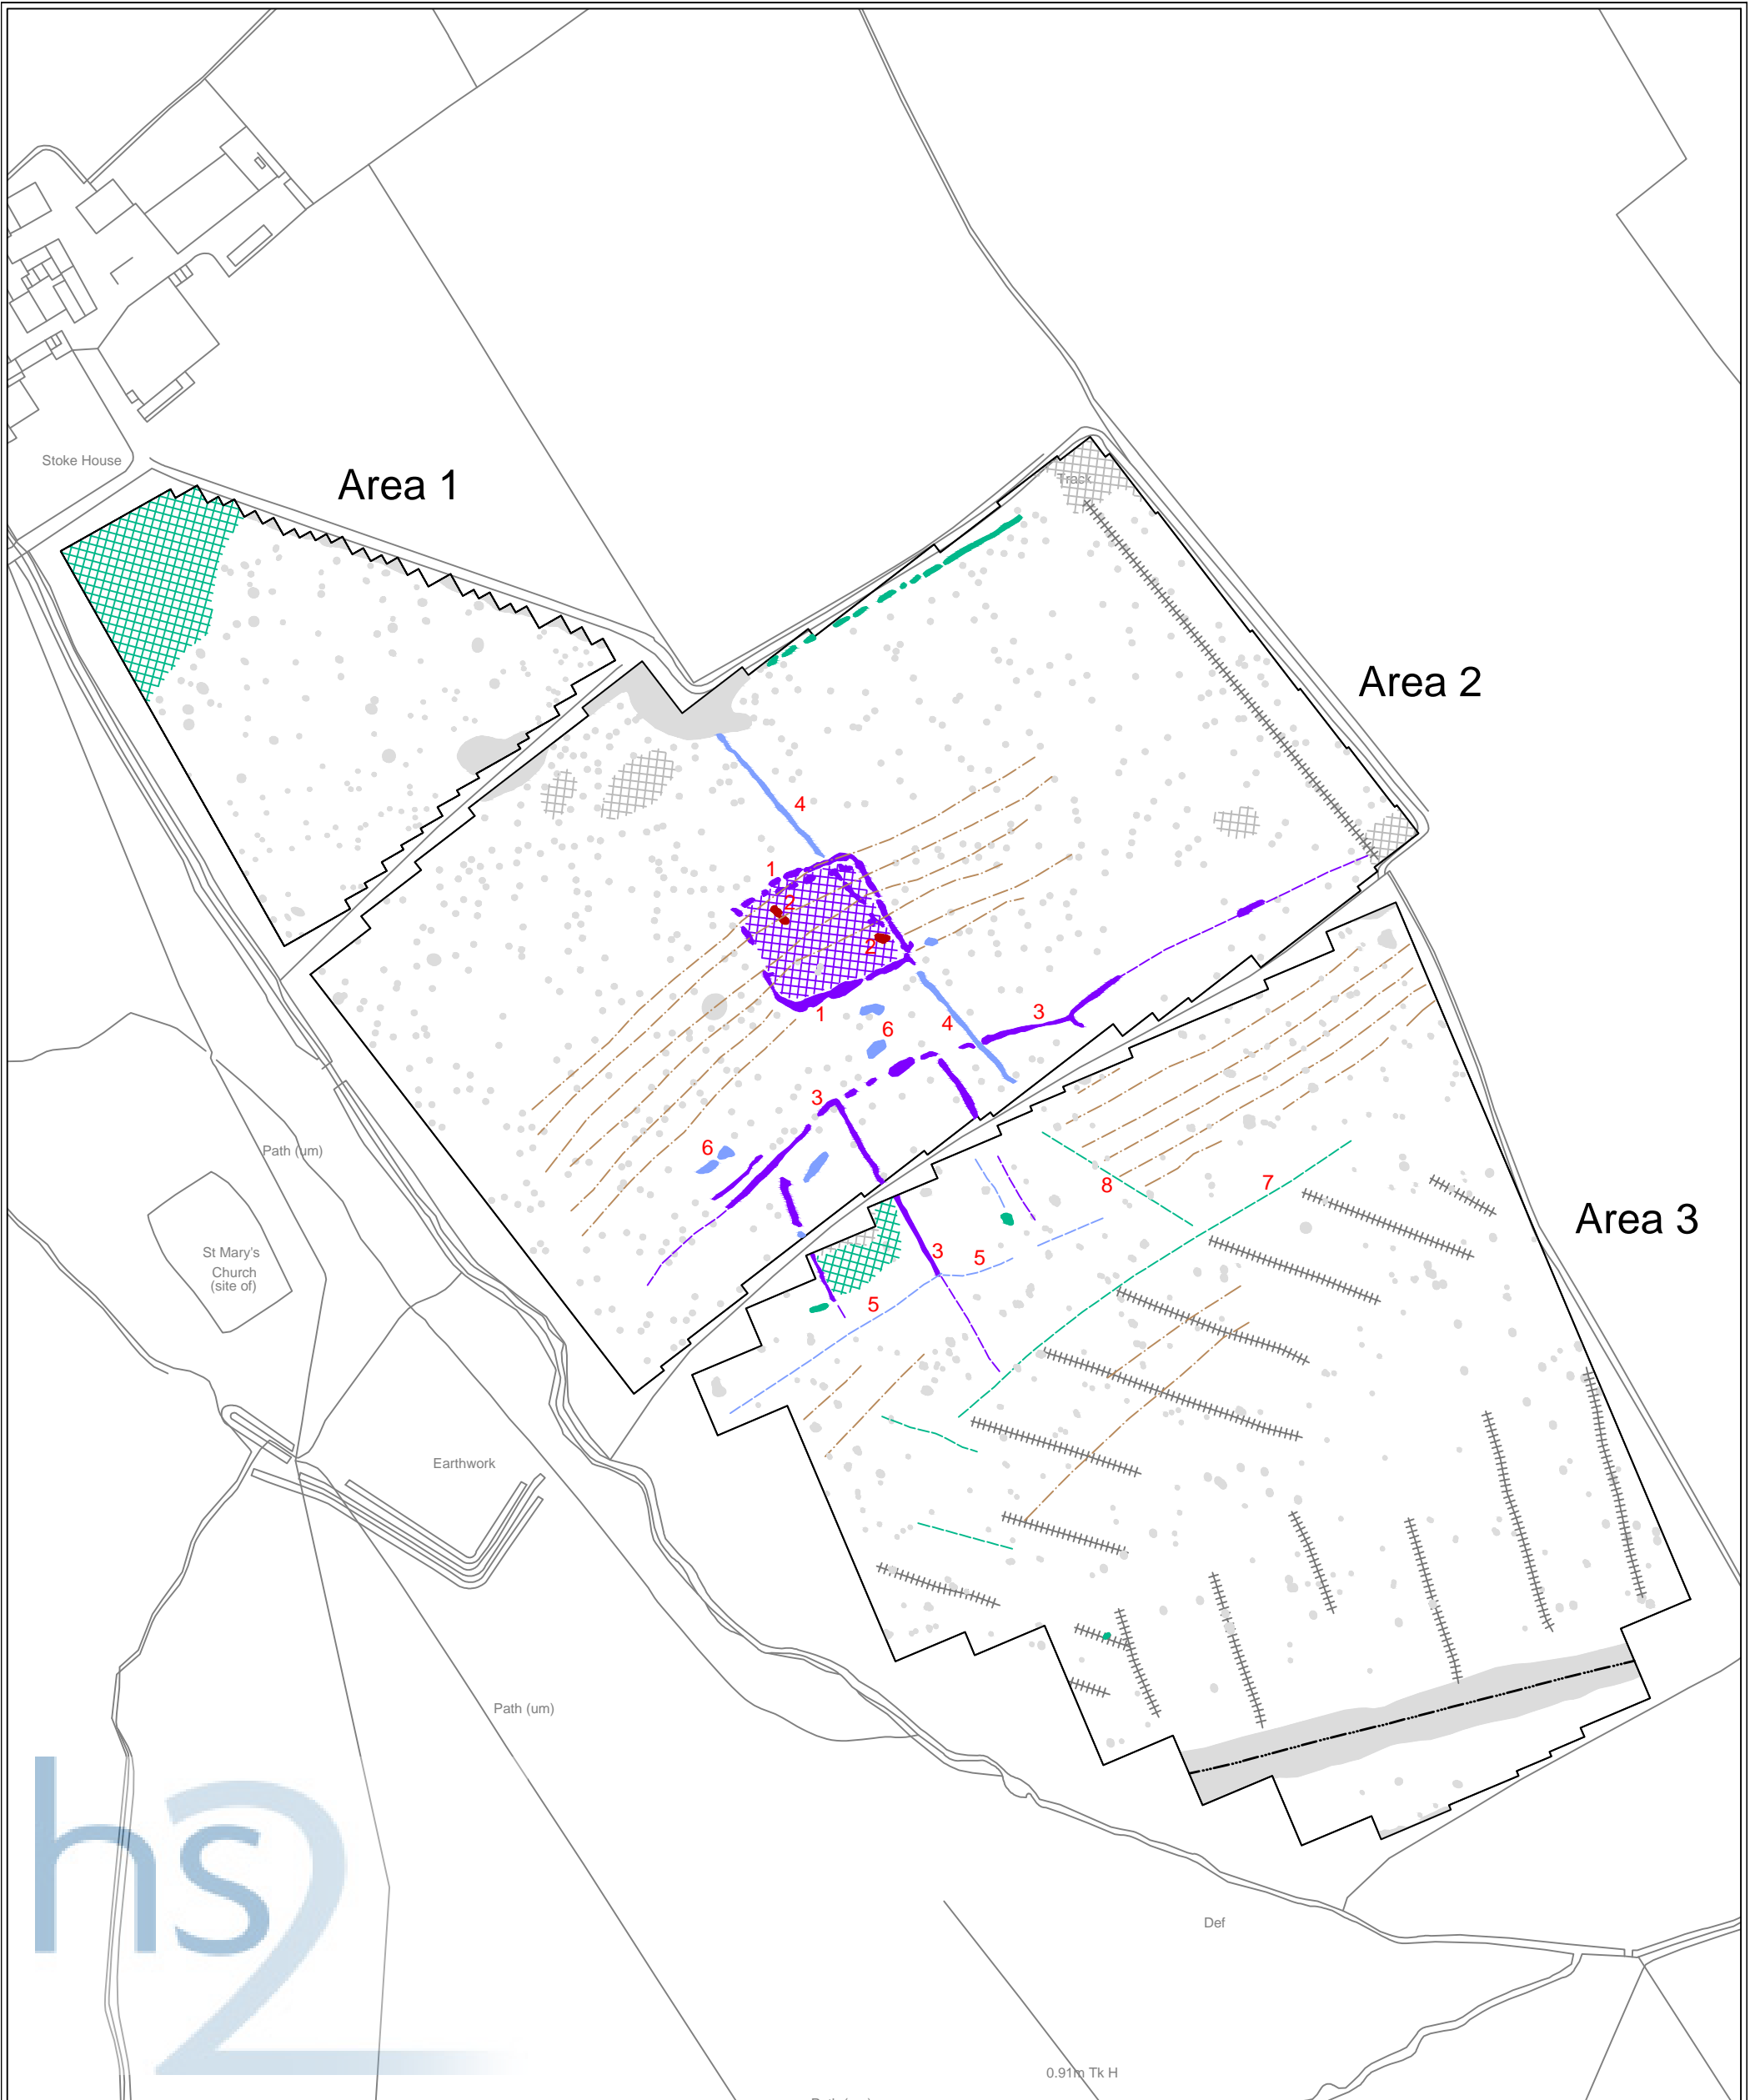 Stoke House
Area 1
Track
Area 2
4
1
2
2
1
6
4
3
3
6
Path (um)
8
7
Area 3
St Mary's
Church
(site of)
3
5
5
Earthwork
Path (um)
hs2
Def
0.91m Tk H